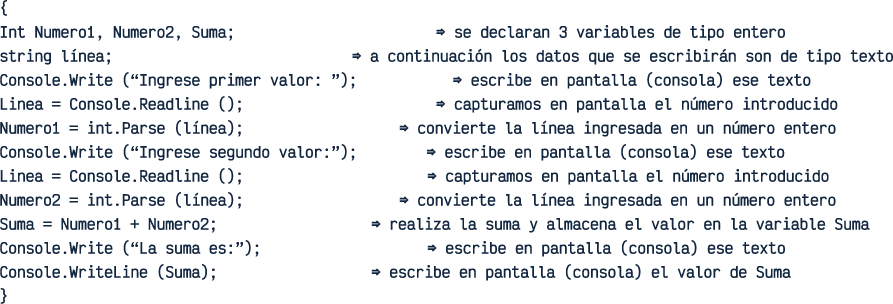 {
Int Numero1, Numero2, Suma; ⇒ se declaran 3 variables de tipo entero
string línea; ⇒ a continuación los datos que se escribirán son de tipo texto
Console.Write (“Ingrese primer valor: ”); ⇒ escribe en pantalla (consola) ese texto
Linea = Console.Readline (); ⇒ capturamos en pantalla el número introducido
Numero1 = int.Parse (línea); ⇒ convierte la línea ingresada en un número entero
Console.Write (“Ingrese segundo valor:”); ⇒ escribe en pantalla (consola) ese texto
Linea = Console.Readline (); ⇒ capturamos en pantalla el número introducido
Numero2 = int.Parse (línea); ⇒ convierte la línea ingresada en un número entero
Suma = Numero1 + Numero2; ⇒ realiza la suma y almacena el valor en la variable Suma
Console.Write (“La suma es:”); ⇒ escribe en pantalla (consola) ese texto
Console.WriteLine (Suma); ⇒ escribe en pantalla (consola) el valor de Suma
}